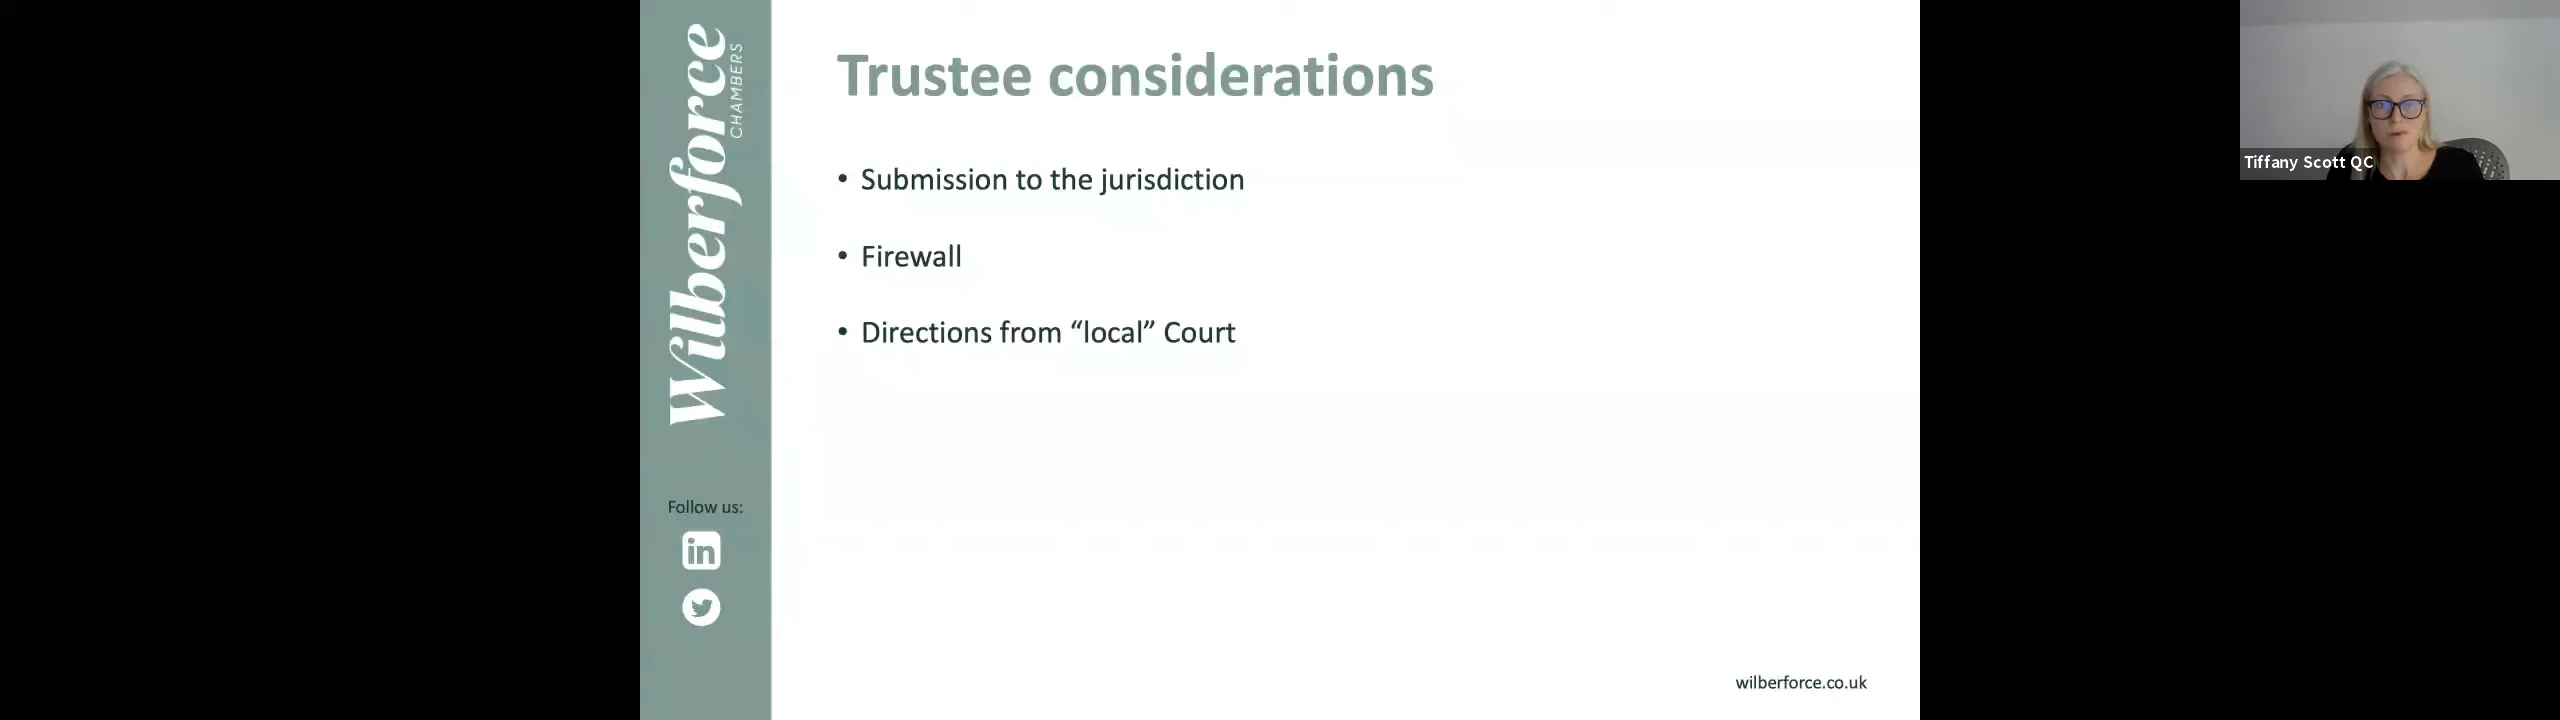 Wilberforce
CHAMBERS
Trustee considerations
• Submission to the jurisdiction
• Firewall
• Directions from “local” Court
Follow us:
in
wilberforce.co.uk
Tiffany Scott QC